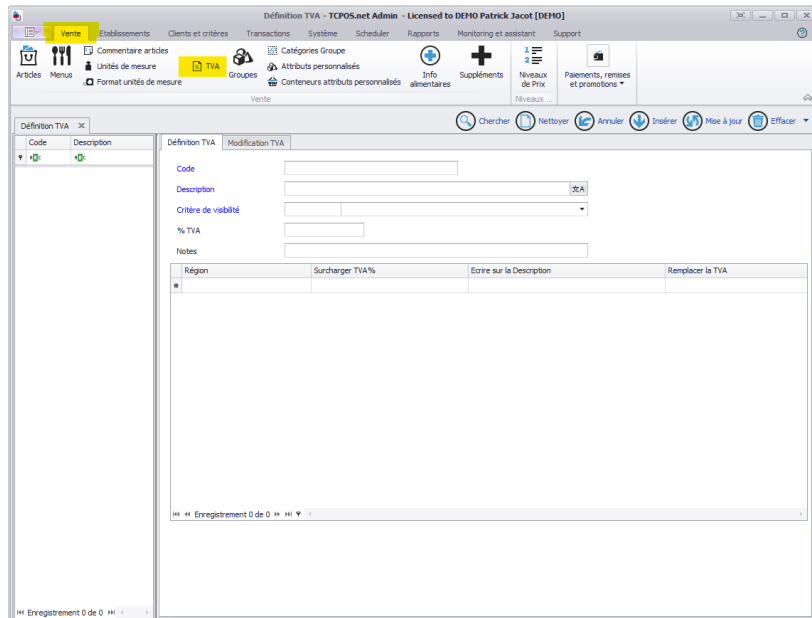 Définition TVA - TCPOS.net Admin - Licensed to DEMO Patrick Jacot [DEMO]
Vente Etablissements Clients et critères Transactions Système Scheduler Rapports Monitoring et assistant Support
Articles
Menus
Commentaire articles
Unités de mesure
Format unités de mesure
TVA
Groupes
Catégories Groupe
Attributs personnalisés
Conteneurs attributs personnalisés
Info
alimentaires
Suppléments
Niveaux
de Prix
Paiements, remises
et promotions
Vente
Niveaux ...
Définition TVA
Chercher Nettoyer Annuler Insérer Mise à jour Effacer
Code Description
Définition TVA Modification TVA
Code
Description
Critère de visibilité
% TVA
Notes
Région Surcharger TVA% Ecrire sur la Description Remplacer la TVA
Enregistrement 0 de 0
Enregistrement 0 de 0